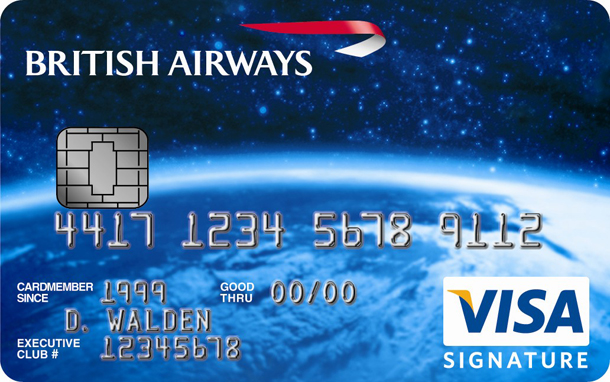 BRITISH AIRWAYS
4417 1234 5678 9112
CARDMEMBER SINCE 1999 GOOD THRU 00/00
D. WALDEN
EXECUTIVE CLUB # 12345678
VISA
SIGNATURE